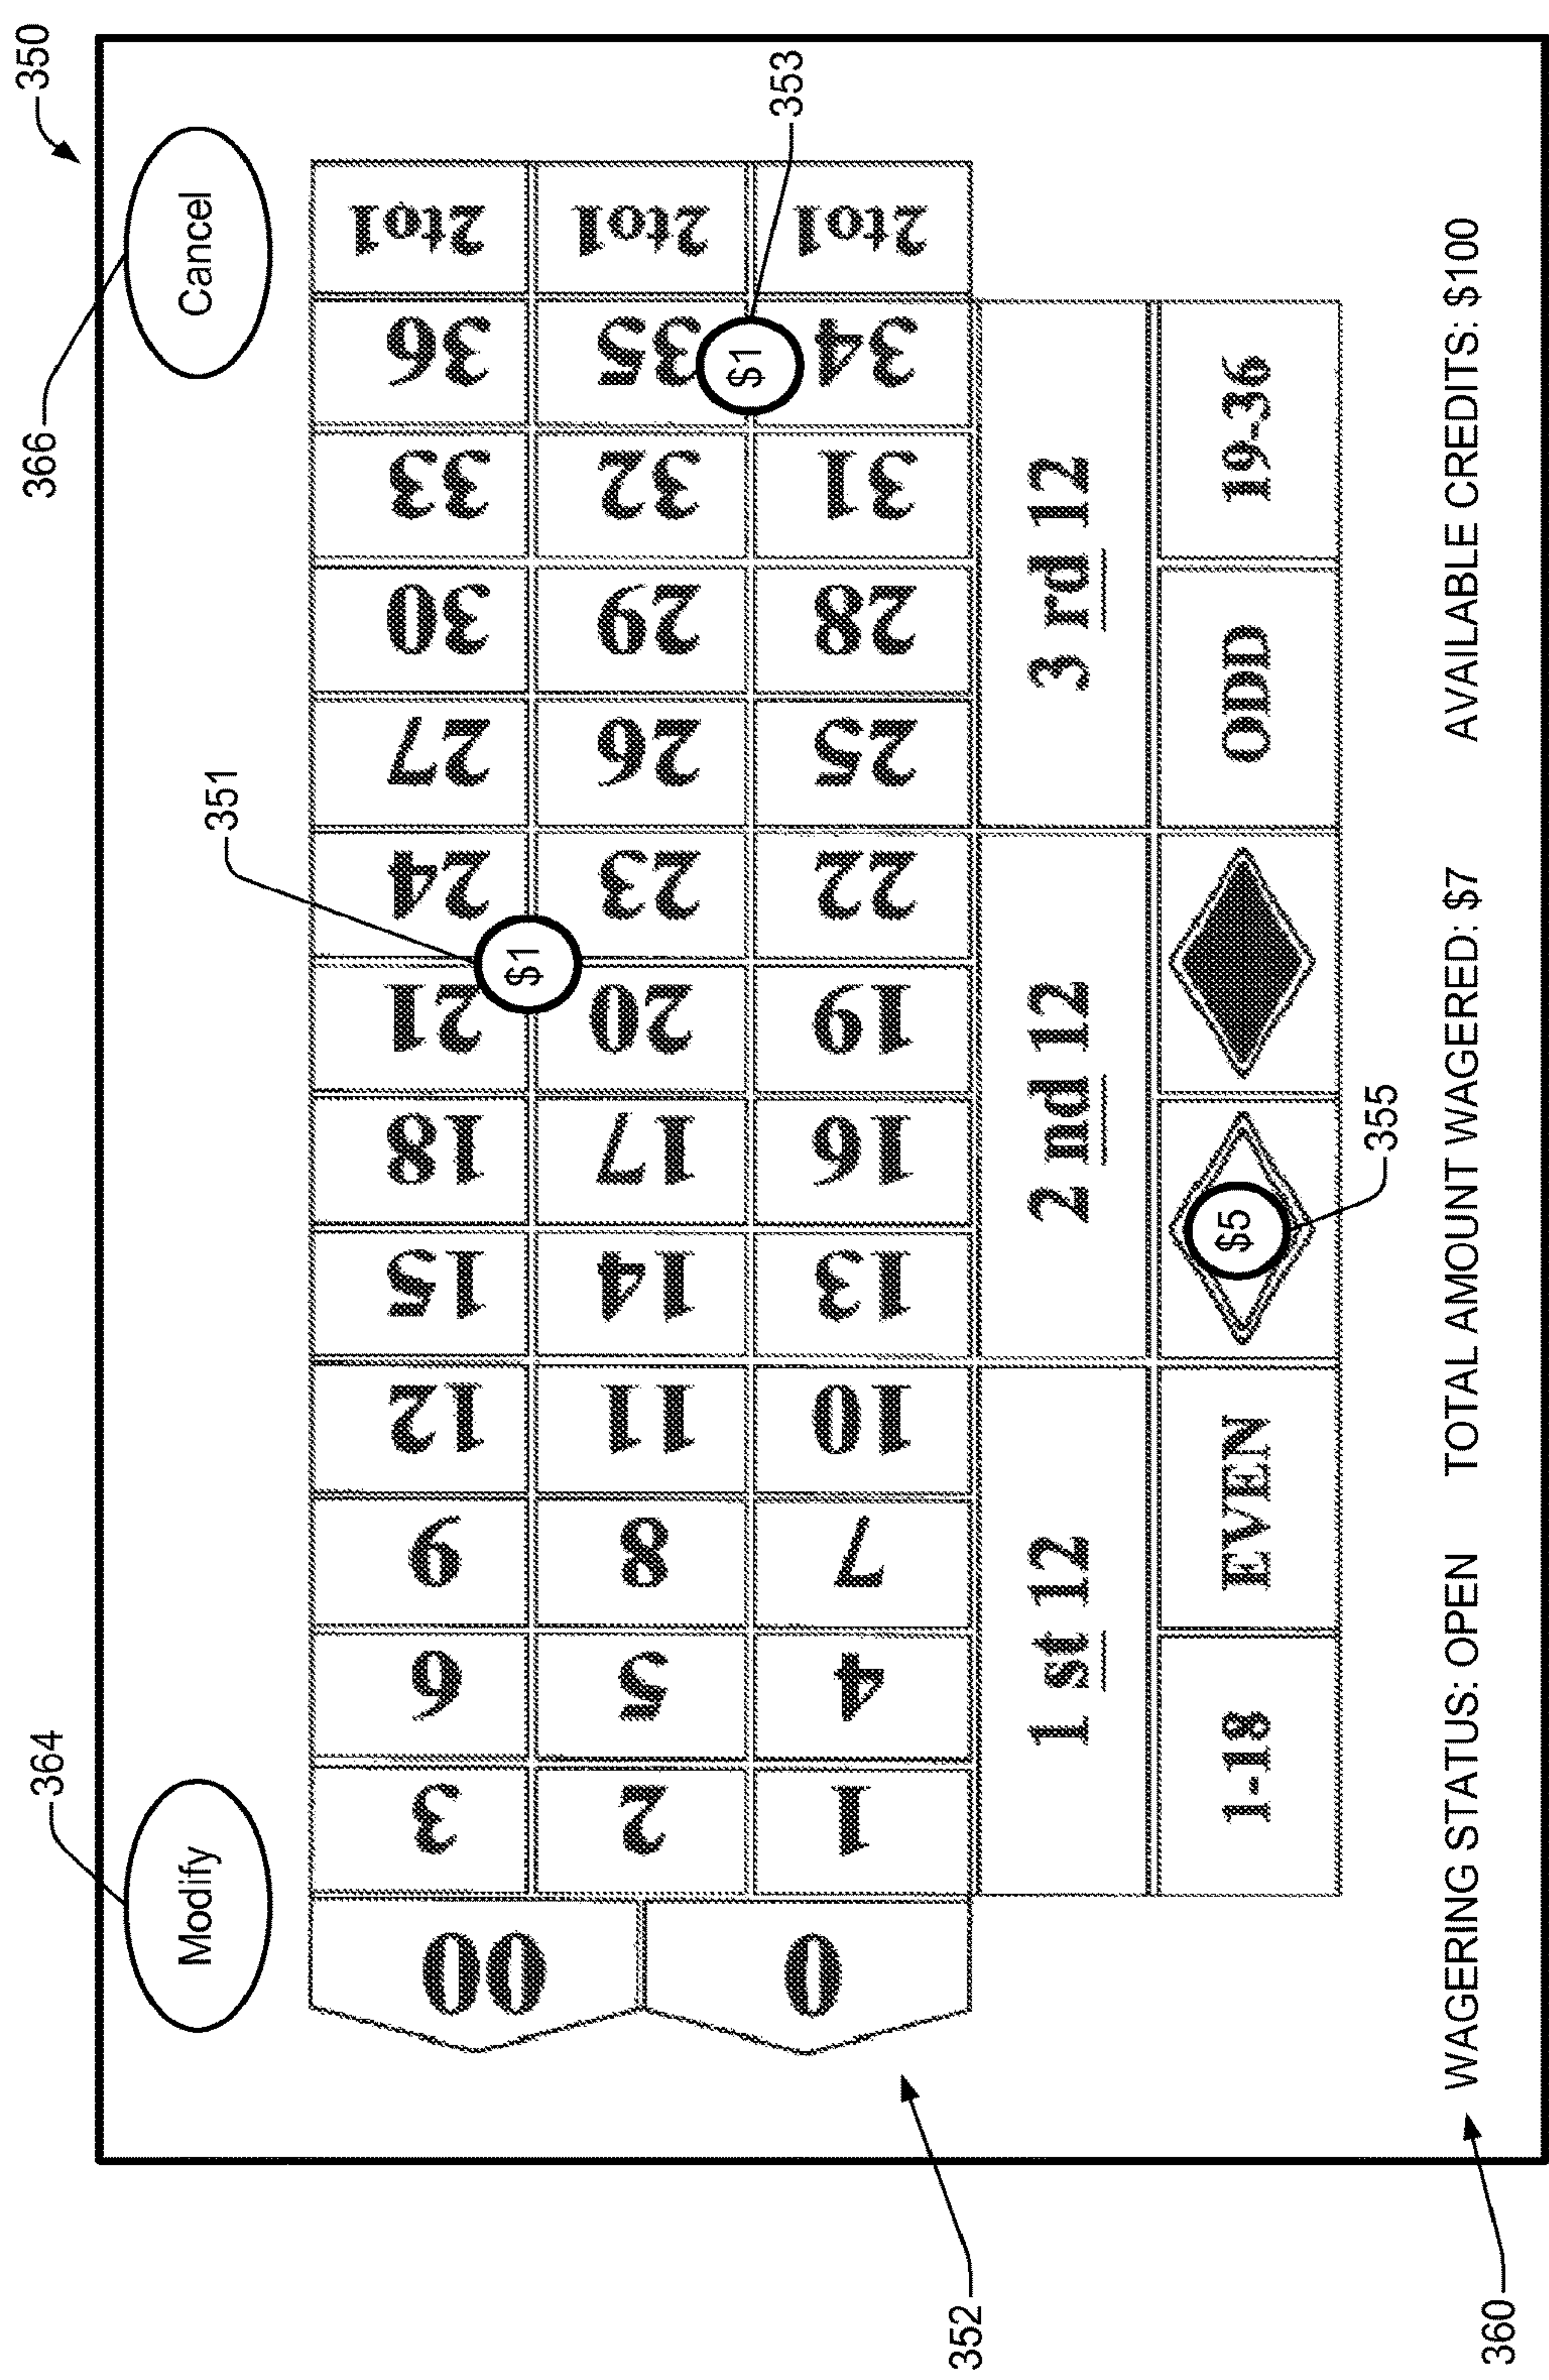 350
366
364
Modify
Cancel
351
353
00
3 6 9 12 15 18 21 24 27 30 33 36 2to1
$1
2 5 8 11 14 17 20 23 26 29 32 35 2to1
$1
0
1 4 7 10 13 16 19 22 25 28 31 34 2to1
1 st 12 2 nd 12 3 rd 12
1-18 EVEN $5 ODD 19-36
352
355
WAGERING STATUS: OPEN TOTAL AMOUNT WAGERED: $7 AVAILABLE CREDITS: $100
360